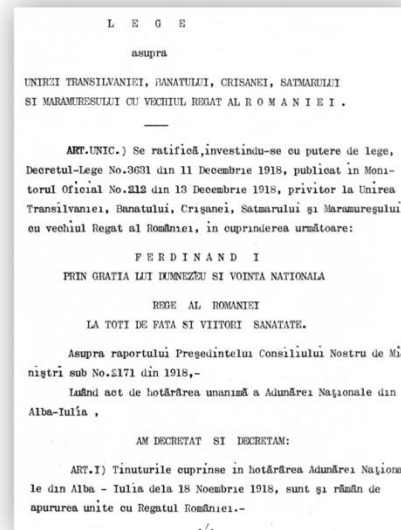 L E G E
asupra
UNIREI TRANSILVANIEI, BANATULUI, CRISANEI, SATMARULUI
SI MARAMURESULUI CU VECHIUL REGAT AL R O M A N I E I .
ART.UNIC.) Se ratifică,investindu-se cu putere de lege,
Decretul-Lege No.3631 din 11 Decembrie 1918, publicat in Moni-
torul Oficial No.212 din 13 Decembrie 1918, privitor la Unirea
Transilvaniei, Banatului, Crişanei, Satmarului şi Maramureşului
cu vechiul Regat al României, in cuprinderea următoare:
F E R D I N A N D I
PRIN GRATIA LUI DUMNEZEU SI VOINTA NATIONALA
REGE AL ROMANIEI
LA TOTI DE FATA SI VIITORI SANATATE.
Asupra raportului Preşedintelui Consiliului Nostru de Mi
niştri sub No.2171 din 1918,-
Luând act de hotărârea unanimă a Adunărei Naţionale din
Alba-Iulia ,
AM DECRETAT SI DECRETAM:
ART.I) Tinuturile cuprinse in hotărârea Adunărei Naţiona
le din Alba - Iulia dela 18 Noembrie 1918, sunt şi rămân de
apururea unite cu Regatul României.-